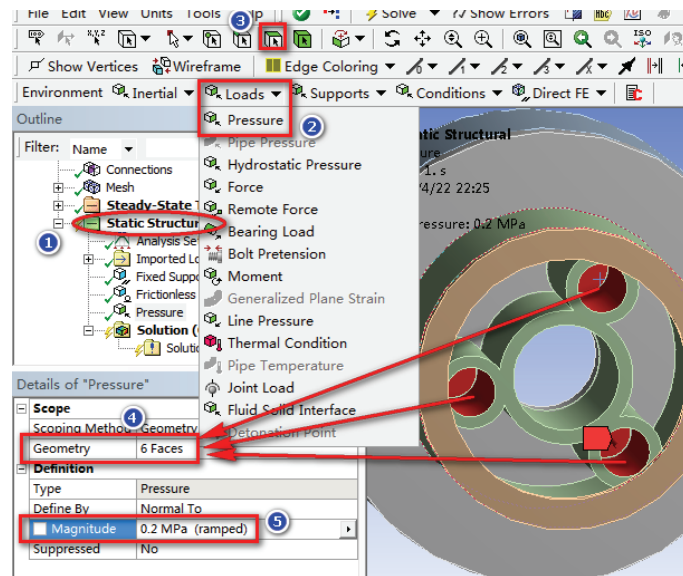 File Edit View Units Tools Help Solve Show Errors
Show Vertices Wireframe Edge Coloring
Environment Inertial Loads Supports Conditions Direct FE
Outline
Filter: Name
Connections
Mesh
Steady-State T
Static Structur
Analysis Se
Imported Lo
Fixed Suppo
Frictionless
Pressure
Solution (
Soluti
Pressure
Pipe Pressure
Hydrostatic Pressure
Force
Remote Force
Bearing Load
Bolt Pretension
Moment
Generalized Plane Strain
Line Pressure
Thermal Condition
Pipe Temperature
Joint Load
Fluid Solid Interface
Detonation Point
tic Structural
ure
1. s
/4/22 22:25
ressure: 0.2 MPa
Details of "Pressure"
Scope
Scoping Method Geometry
Geometry 6 Faces
Definition
Type Pressure
Define By Normal To
Magnitude 0.2 MPa (ramped)
Suppressed No
1
2
3
4
5